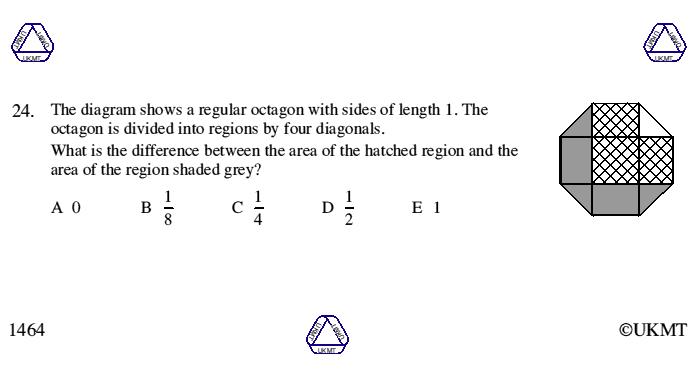 UKMT UKMT UKMT
UKMT UKMT UKMT
24. The diagram shows a regular octagon with sides of length 1. The
octagon is divided into regions by four diagonals.
What is the difference between the area of the hatched region and the
area of the region shaded grey?
A 0 B 1/8 C 1/4 D 1/2 E 1
1464
UKMT UKMT UKMT
©UKMT